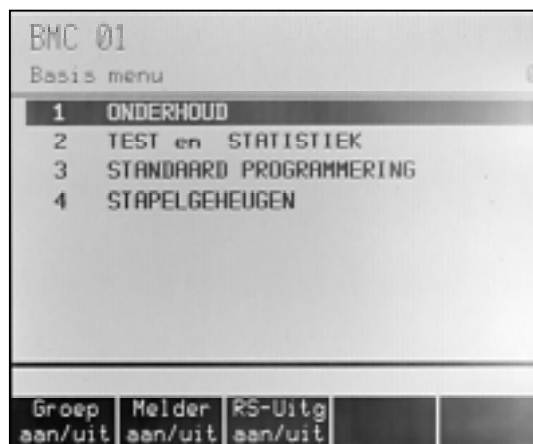 BMC 01
Basis menu
1 ONDERHOUD
2 TEST en STATISTIEK
3 STANDAARD PROGRAMMERING
4 STAPELGEHEUGEN
Groep Melder RS-Uitg
aan/uit aan/uit aan/uit